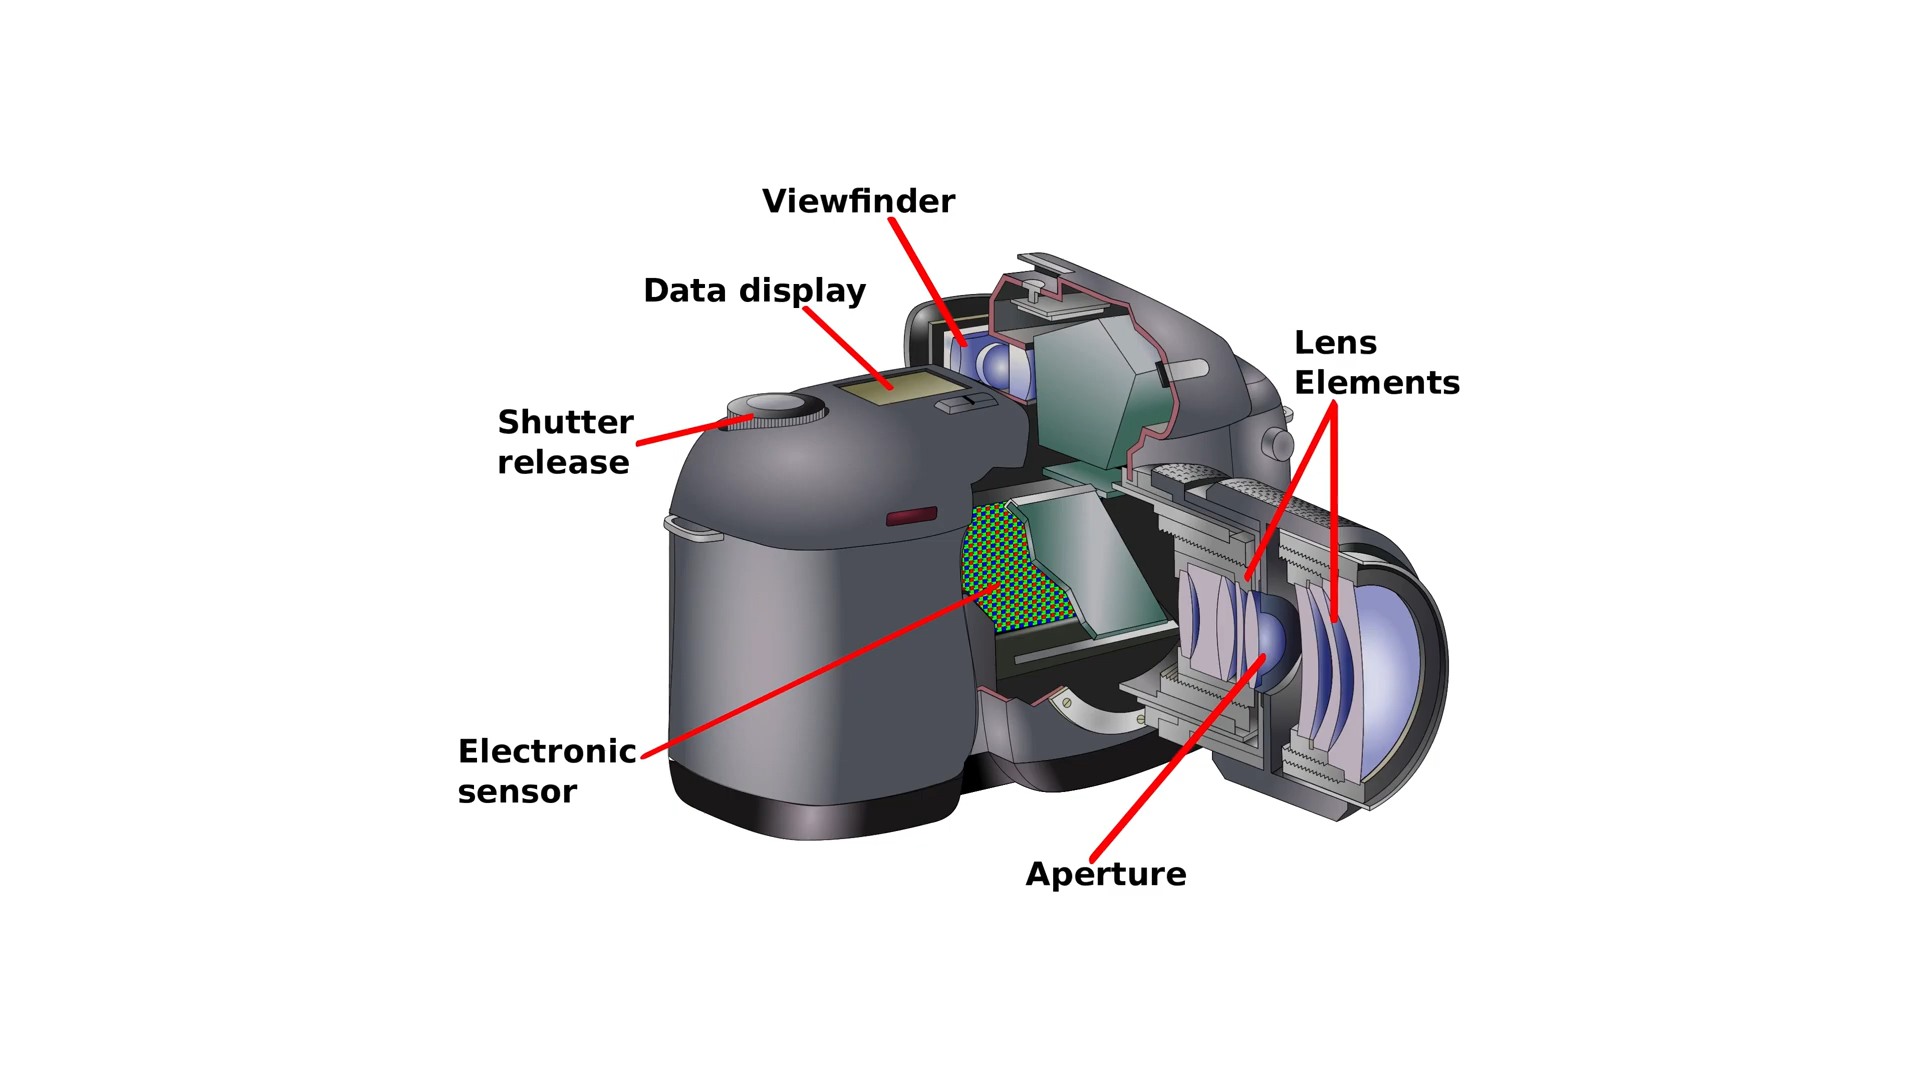 Viewfinder
Data display
Lens
Elements
Shutter
release
Electronic
sensor
Aperture